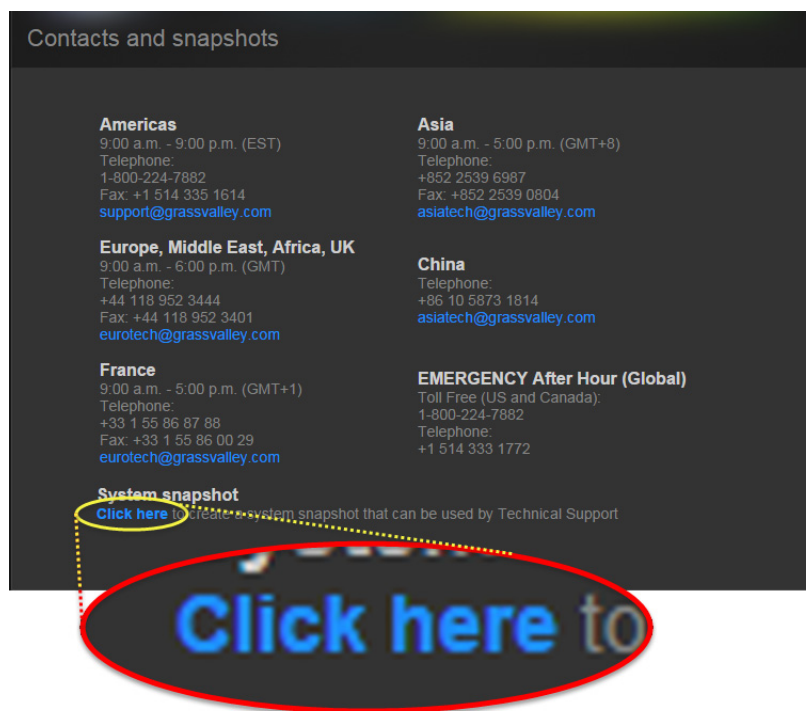 Contacts and snapshots
Americas
9:00 a.m. - 9:00 p.m. (EST)
Telephone:
1-800-224-7882
Fax: +1 514 335 1614
support@grassvalley.com
Europe, Middle East, Africa, UK
9:00 a.m. - 6:00 p.m. (GMT)
Telephone:
+44 118 952 3444
Fax: +44 118 952 3401
eurotech@grassvalley.com
France
9:00 a.m. - 5:00 p.m. (GMT+1)
Telephone:
+33 1 55 86 87 88
Fax: +33 1 55 86 00 29
eurotech@grassvalley.com
Asia
9:00 a.m. - 5:00 p.m. (GMT+8)
Telephone:
+852 2539 6987
Fax: +852 2539 0804
asiatech@grassvalley.com
China
Telephone:
+86 10 5873 1814
asiatech@grassvalley.com
EMERGENCY After Hour (Global)
Toll Free (US and Canada):
1-800-224-7882
Telephone:
+1 514 333 1772
System snapshot
Click here to create a system snapshot that can be used by Technical Support
Click here to